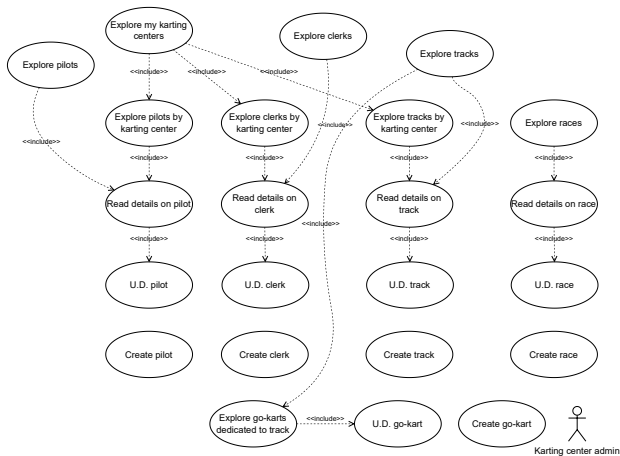 Explore my karting
centers
Explore clerks
Explore tracks
Explore pilots
<<include>>
<<include>>
<<include>>
Explore pilots by
karting center
Explore clerks by
karting center
Explore tracks by
karting center
Explore races
<<include>>
<<include>>
<<include>>
<<include>>
<<include>>
<<include>>
<<include>>
<<include>>
Read details on pilot
Read details on
clerk
Read details on
track
Read details on race
<<include>>
<<include>>
<<include>>
<<include>>
<<include>>
U.D. pilot
U.D. clerk
U.D. track
U.D. race
Create pilot
Create clerk
Create track
Create race
Explore go-karts
dedicated to track
<<include>>
U.D. go-kart
Create go-kart
Karting center admin